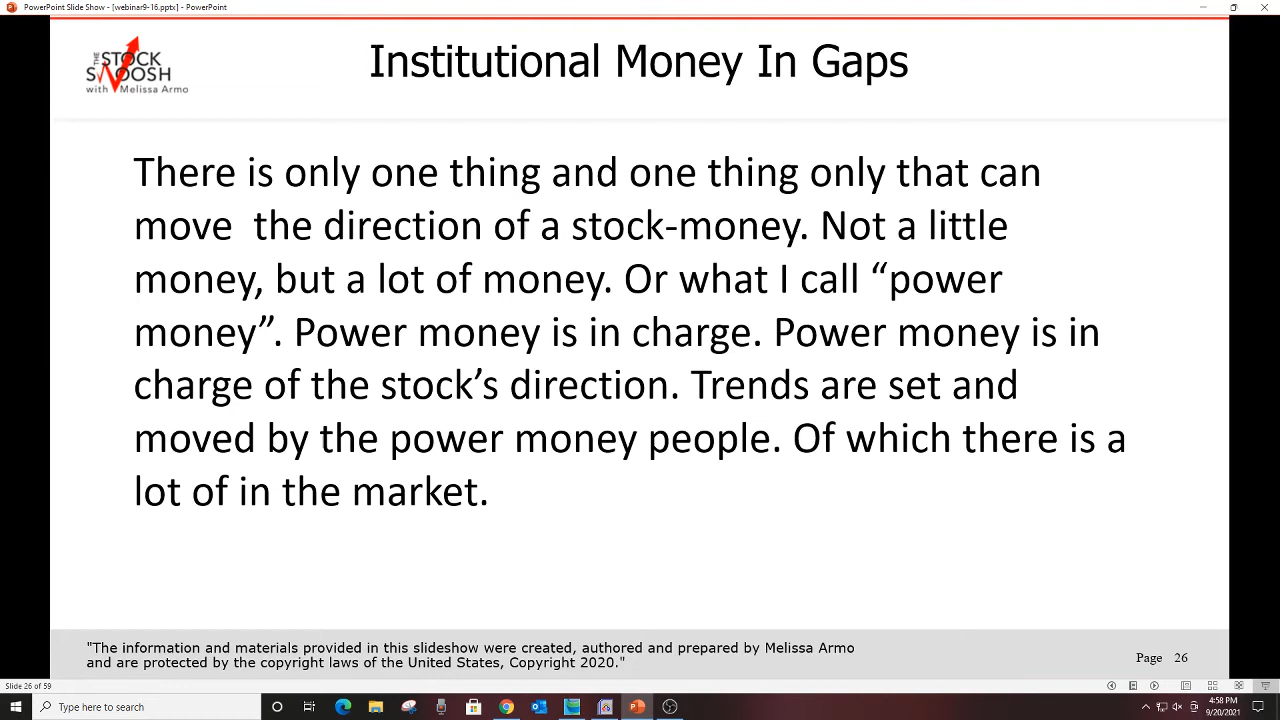 PowerPoint Slide Show - [webinar9-16.pptx] - PowerPoint
THE
STOCK
SWOOSH
with Melissa Armo
Institutional Money In Gaps
There is only one thing and one thing only that can
move  the direction of a stock-money. Not a little
money, but a lot of money. Or what I call “power
money”. Power money is in charge. Power money is in
charge of the stock’s direction. Trends are set and
moved by the power money people. Of which there is a
lot of in the market.
"The information and materials provided in this slideshow were created, authored and prepared by Melissa Armo
and are protected by the copyright laws of the United States, Copyright 2020."
Page 26
Slide 26 of 59
Type here to search
4:58 PM
9/20/2021